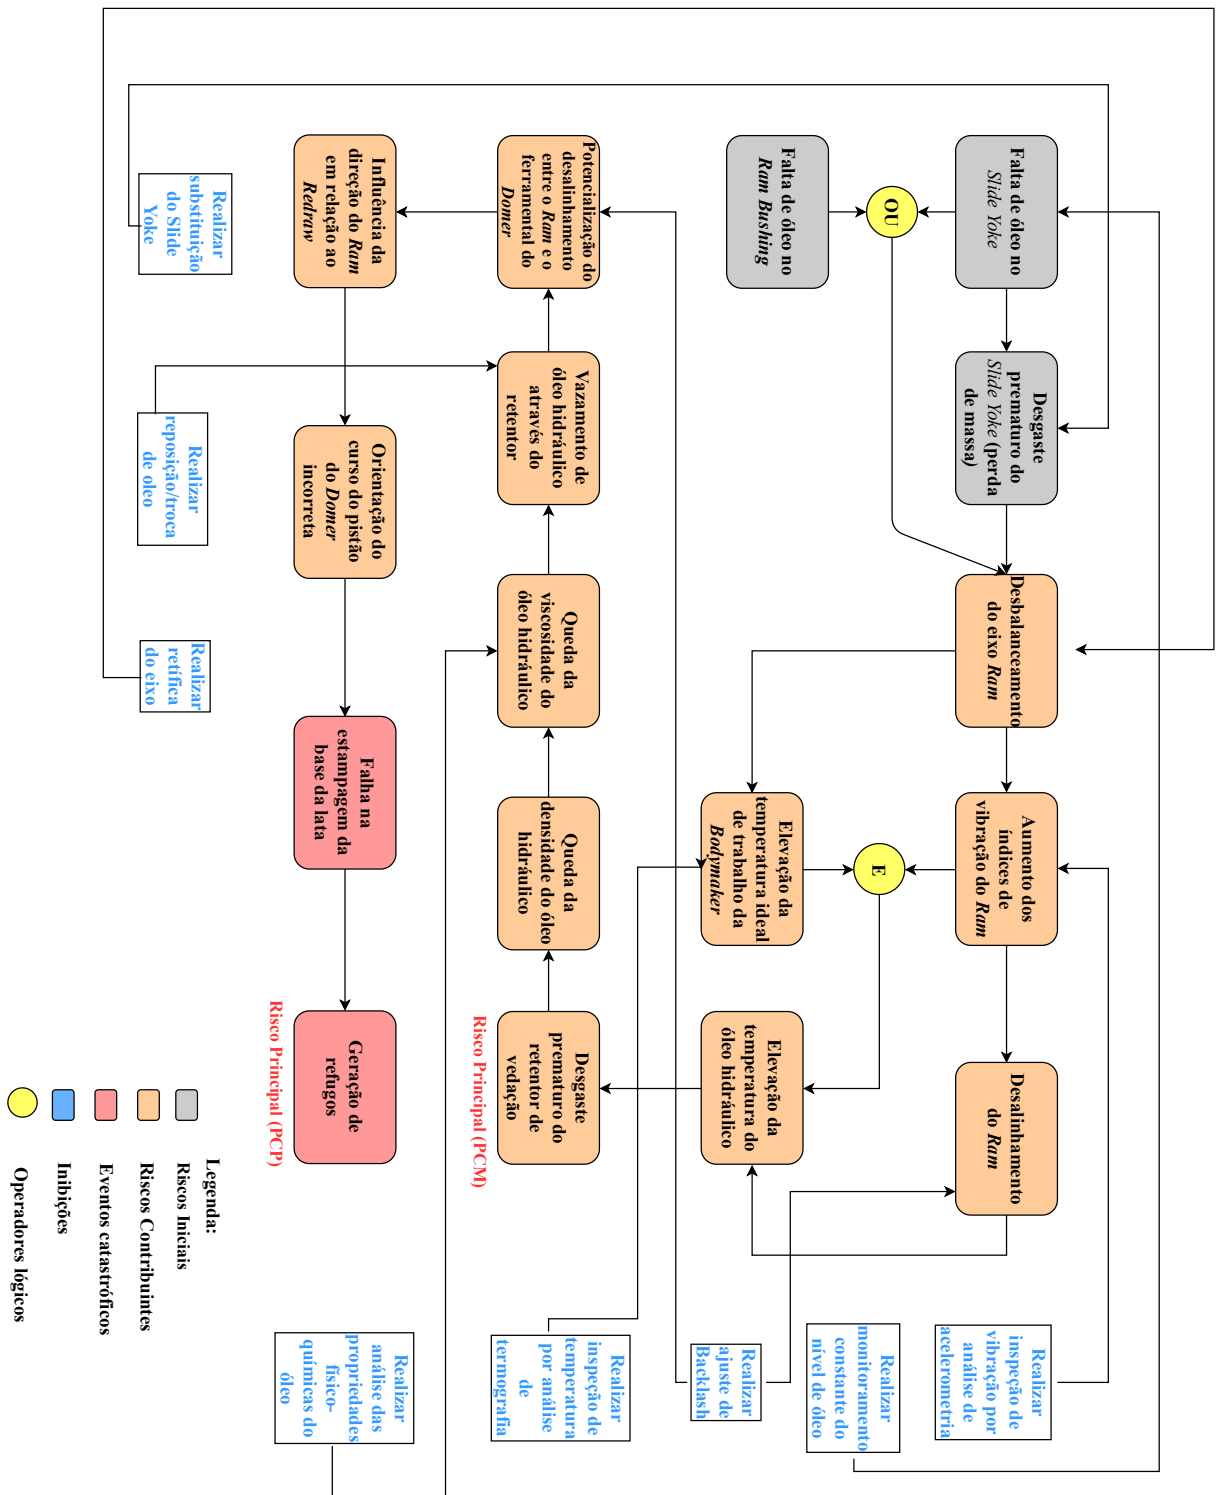 Falta de óleo no
Slide Yoke
Desgaste
prematuro do
Slide Yoke (perda
de massa)
Desbalanceamento
do eixo Ram
Aumento dos
índices de
vibração do Ram
Desalinhamento
do Ram
Realizar
inspeção de
vibração por
análise de
acelerometria
OU
E
Realizar
monitoramento
constante do
nível de óleo
Falta de óleo no
Ram Bushing
Elevação da
temperatura ideal
de trabalho da
Bodymaker
Elevação da
temperatura do
óleo hidráulico
Realizar
ajuste de
Backlash
Potencialização do
desalinhamento
entre o Ram e o
ferramental do
Domer
Vazamento de
óleo hidráulico
através do
retentor
Queda da
viscosidade do
óleo hidráulico
Queda da
densidade do óleo
hidráulico
Desgaste
prematuro do
retentor de
vedação
Risco Principal (PCM)
Realizar
inspeção de
temperatura
por análise
de
termografia
Influência da
direção do Ram
em relação ao
Redraw
Orientação do
curso do pistão
do Domer
incorreta
Falha na
estampagem da
base da lata
Geração de
refugos
Risco Principal (PCP)
Realizar
análise das
propriedades
físico-
químicas do
óleo
Realizar
substituição
do Slide
Yoke
Realizar
reposição/troca
de oleo
Realizar
retífica
do eixo
Legenda:
Riscos Iniciais
Riscos Contribuintes
Eventos catastróficos
Inibições
Operadores lógicos